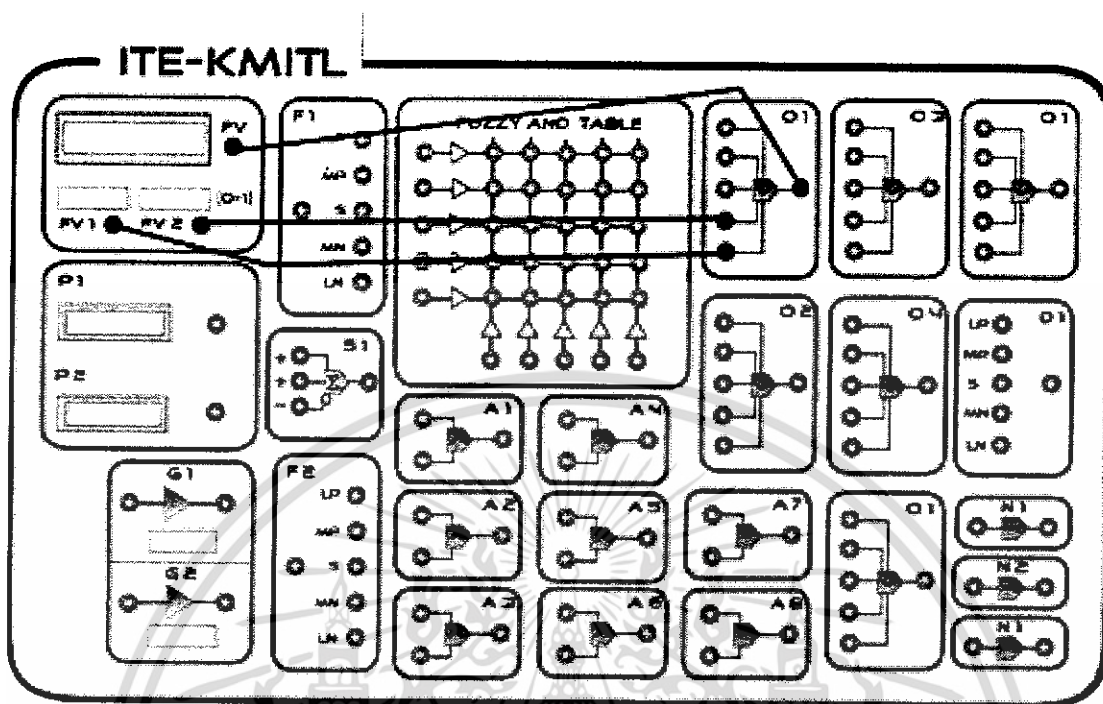 ITE-KMITL
PV
[0-1]
PV1 PV2
F1
MP
S
MN
LN
FUZZY AND TABLE
O1
O3
O1
P1
P2
S1
+
+
-
O2
O4
O1
LP
MP
S
MN
LN
G1
G2
F2
LP
MP
S
MN
LN
A1
A4
A2
A5
A7
A3
A6
A8
O1
N1
N2
N1